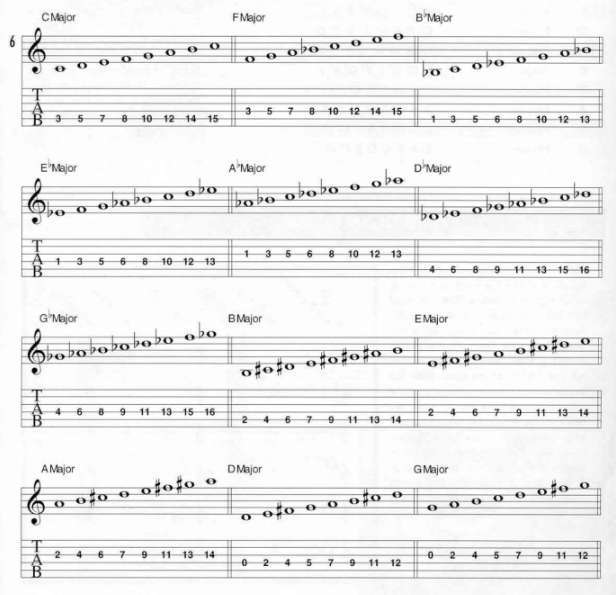 C Major F Major B♭Major
6
T
A 3 5 7 8 10 12 14 15
B 3 5 7 8 10 12 14 15 1 3 5 6 8 10 12 13
E♭Major A♭Major D♭Major
T 1 3 5 6 8 10 12 13
A 1 3 5 6 8 10 12 13
B 4 6 8 9 11 13 15 16
G♭Major B Major E Major
T
A 4 6 8 9 11 13 15 16 2 4 6 7 9 11 13 14
B 2 4 6 7 9 11 13 14
A Major D Major G Major
T 2 4 6 7 9 11 13 14 0 2 4 5 7 9 11 12
A 0 2 4 5 7 9 11 12
B